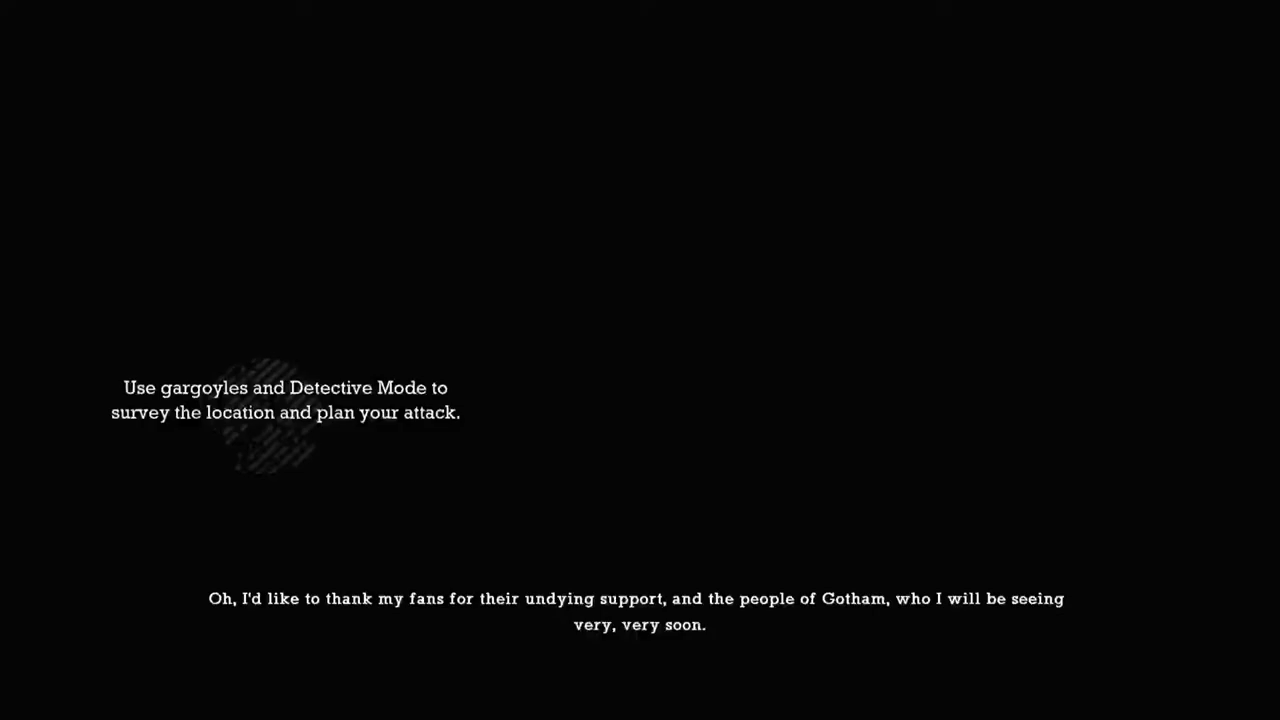 Use gargoyles and Detective Mode to
survey the location and plan your attack.
Oh, I'd like to thank my fans for their undying support, and the people of Gotham, who I will be seeing
very, very soon.